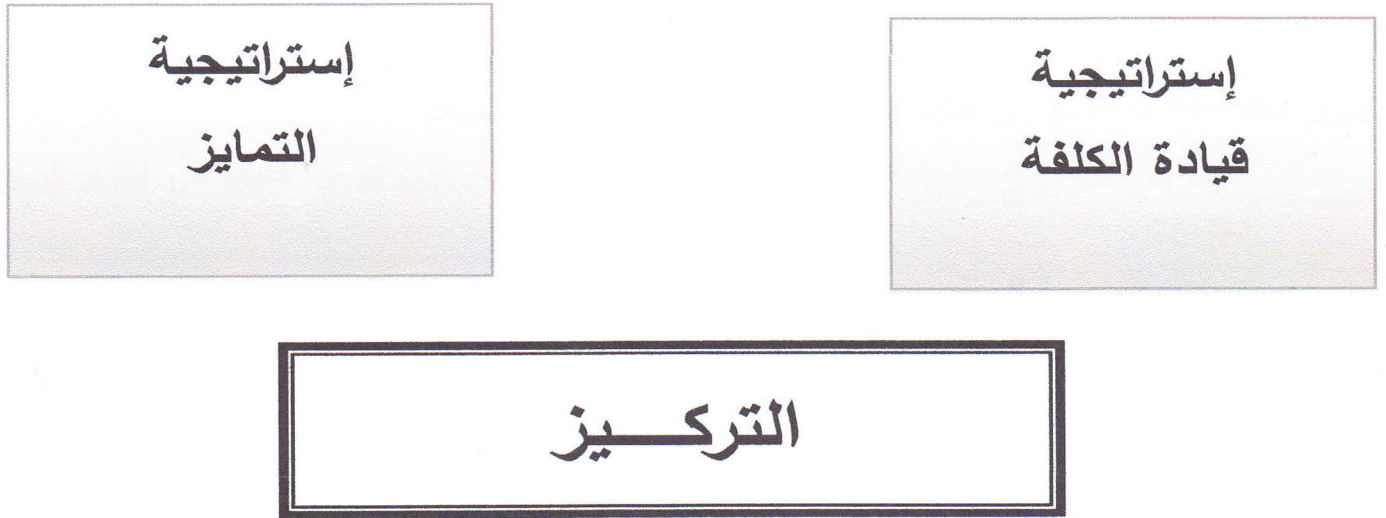 إستراتيجية
قيادة الكلفة
إستراتيجية
التمايز
التركـــيز